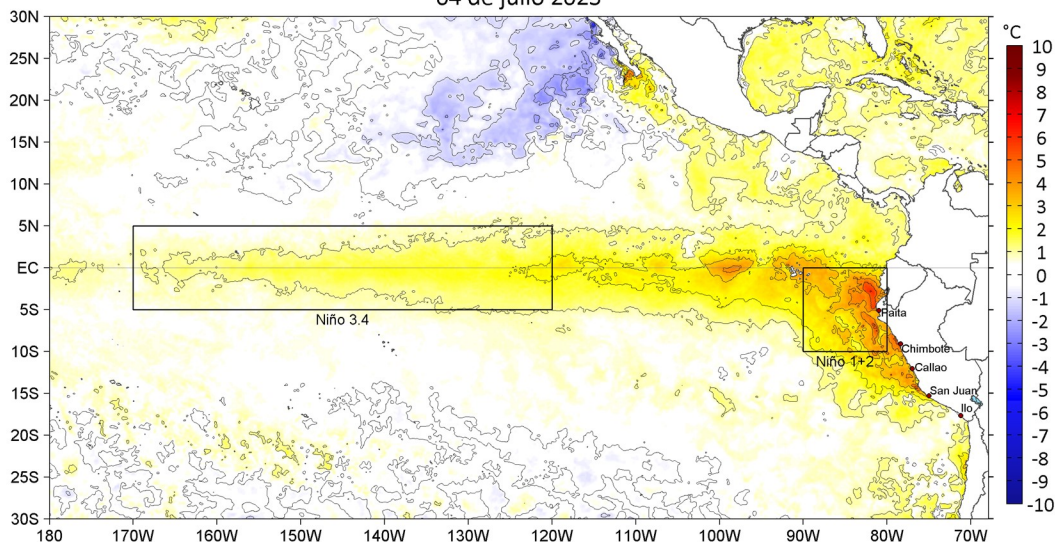 04 de julio 2023
30N
25N
20N
15N
10N
5N
EC
5S
10S
15S
20S
25S
30S
180
170W
160W
150W
140W
130W
120W
110W
100W
90W
80W
70W
Niño 3.4
Niño 1+2
Paita
Chimbote
Callao
San Juan
Ilo
°C
10
9
8
7
6
5
4
3
2
1
0
-1
-2
-3
-4
-5
-6
-7
-8
-9
-10